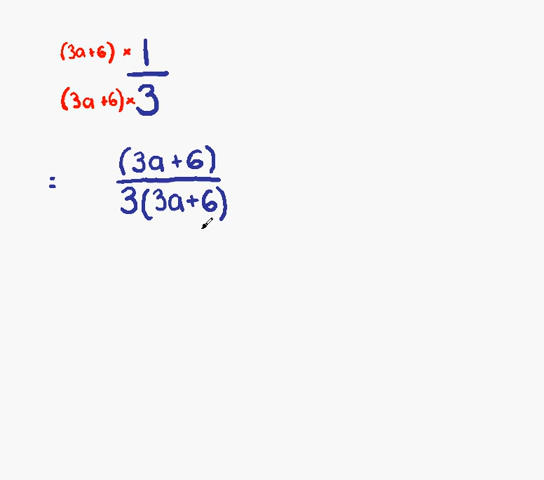 (3a+6) × 1
(3a+6) × 3
= (3a+6)
3(3a+6)